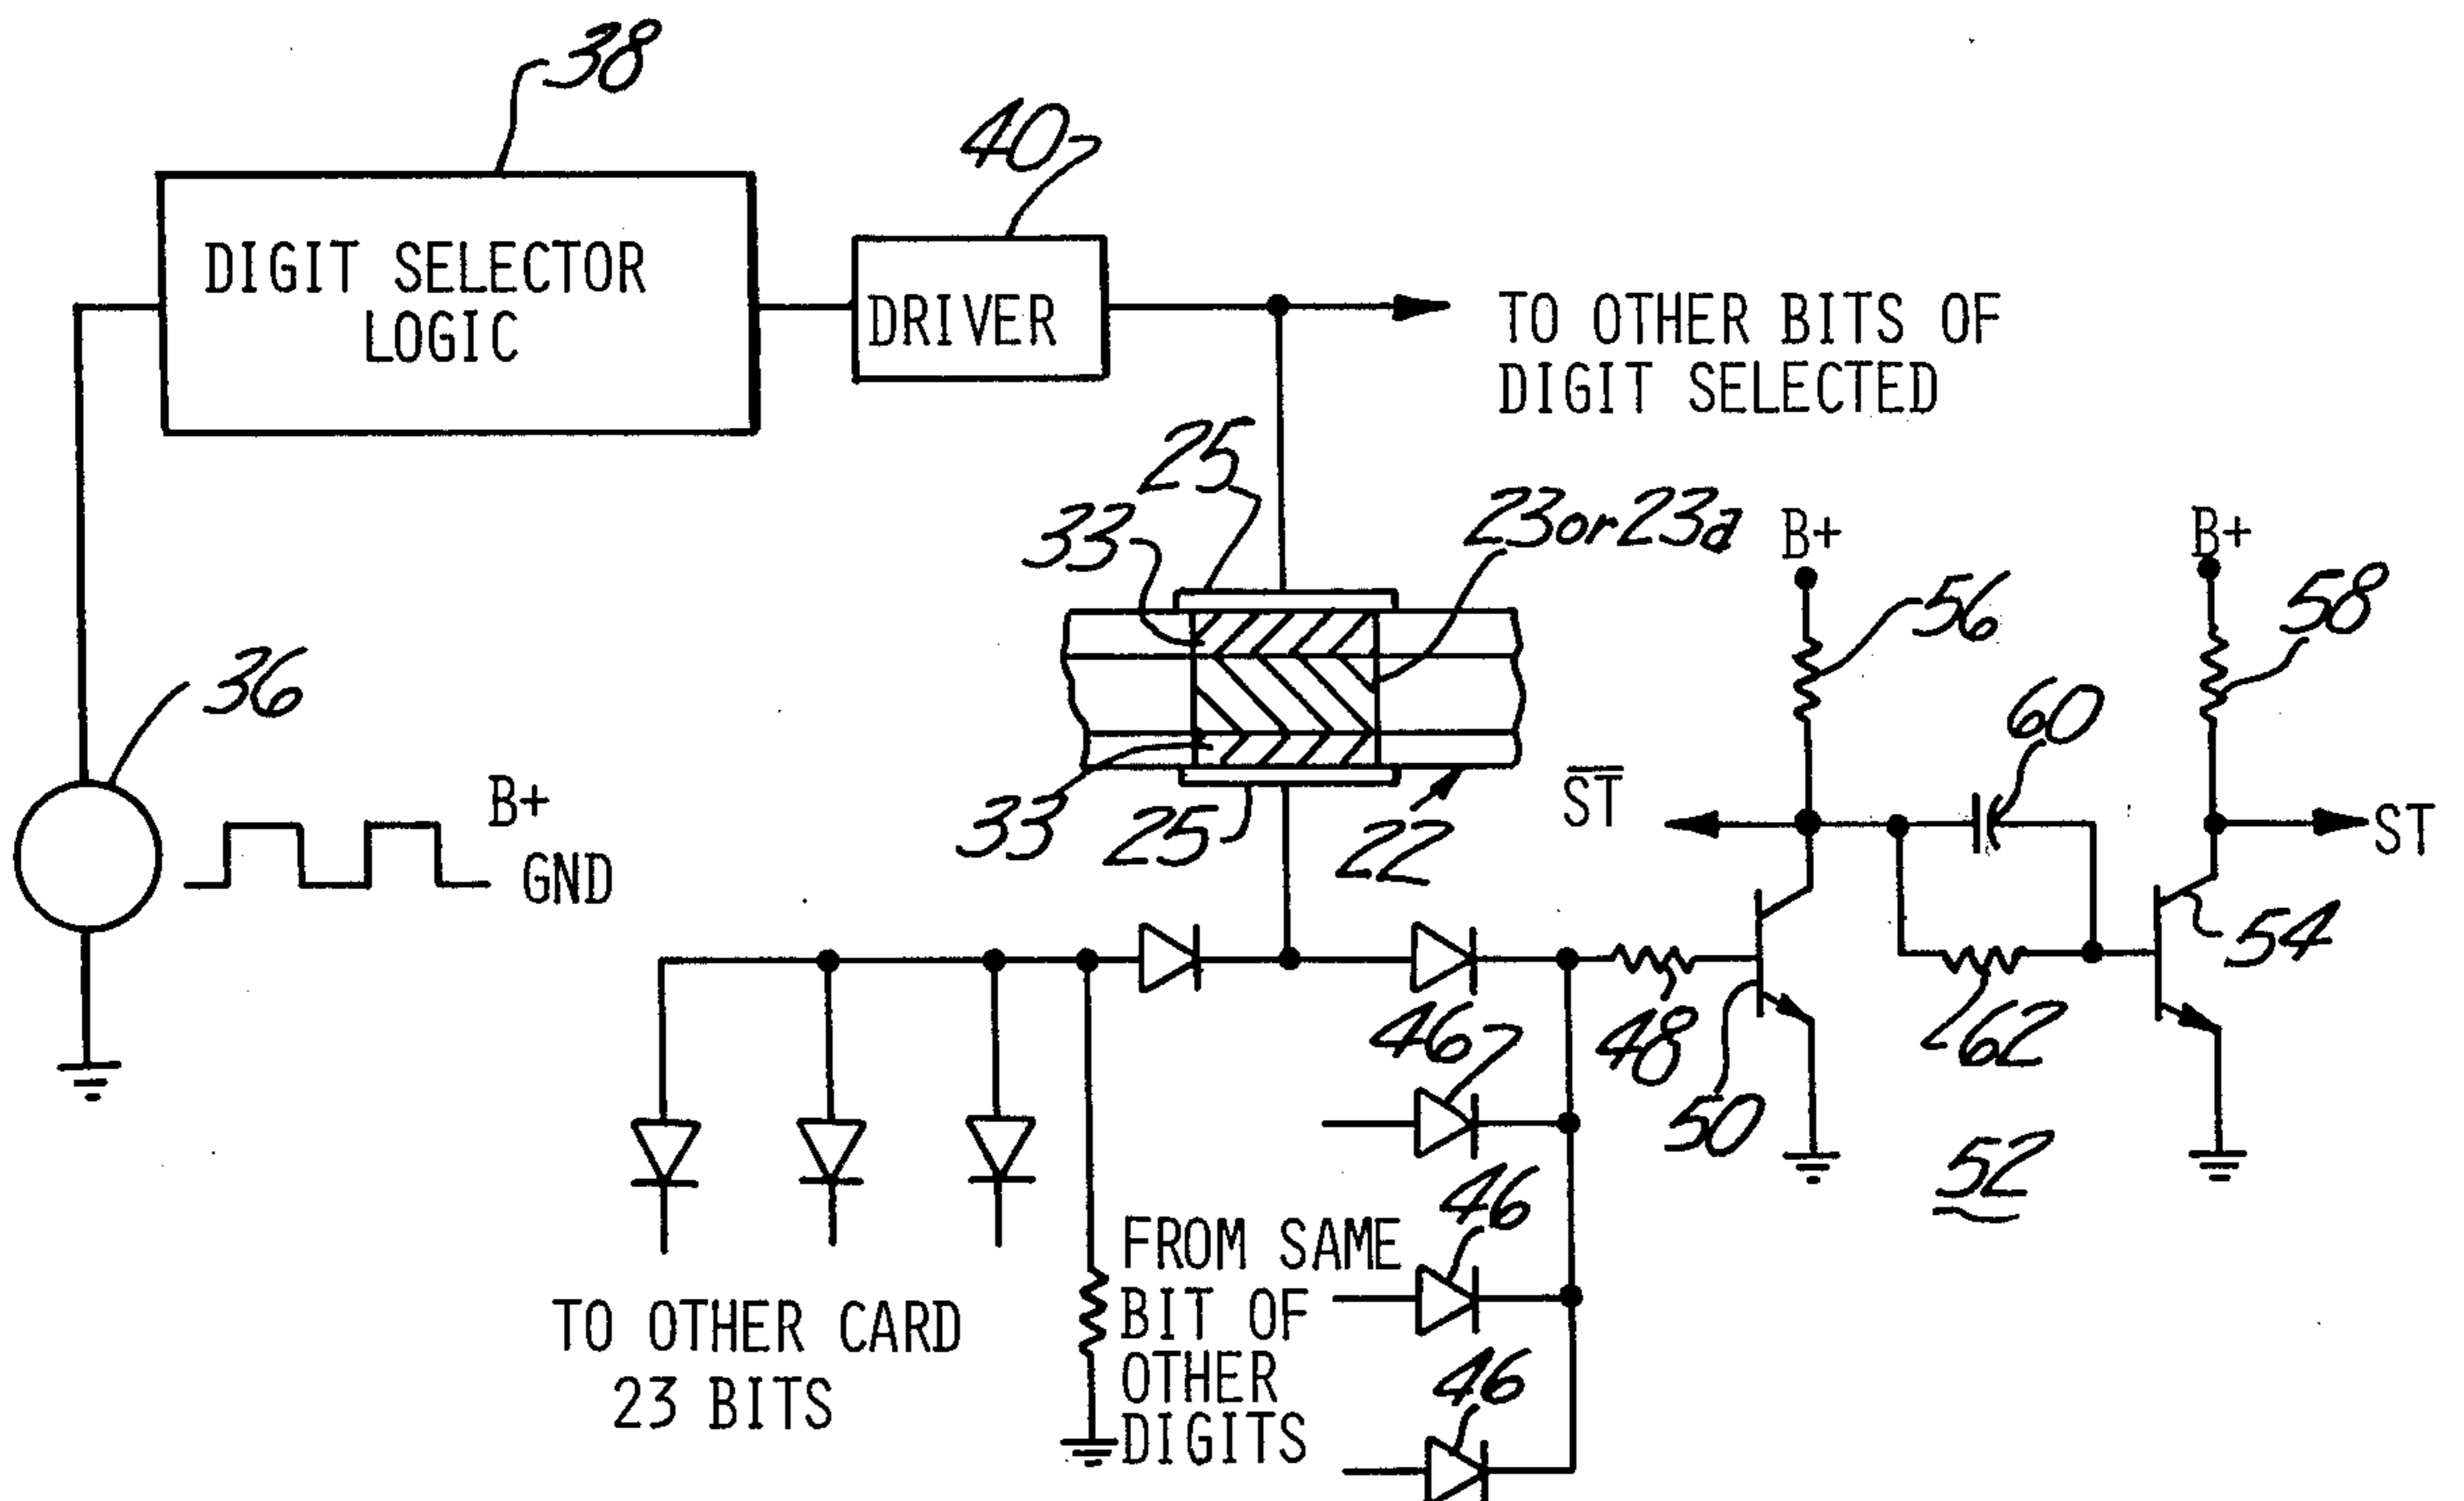 38
40
DIGIT SELECTOR
LOGIC
DRIVER
TO OTHER BITS OF
DIGIT SELECTED
25
33
23 or 23a
B+
B+
56
58
36
60
B+
GND
33
25
22
S̅T̅
ST
54
46
48
62
50
52
46
46
FROM SAME
BIT OF
OTHER
DIGITS
TO OTHER CARD
23 BITS